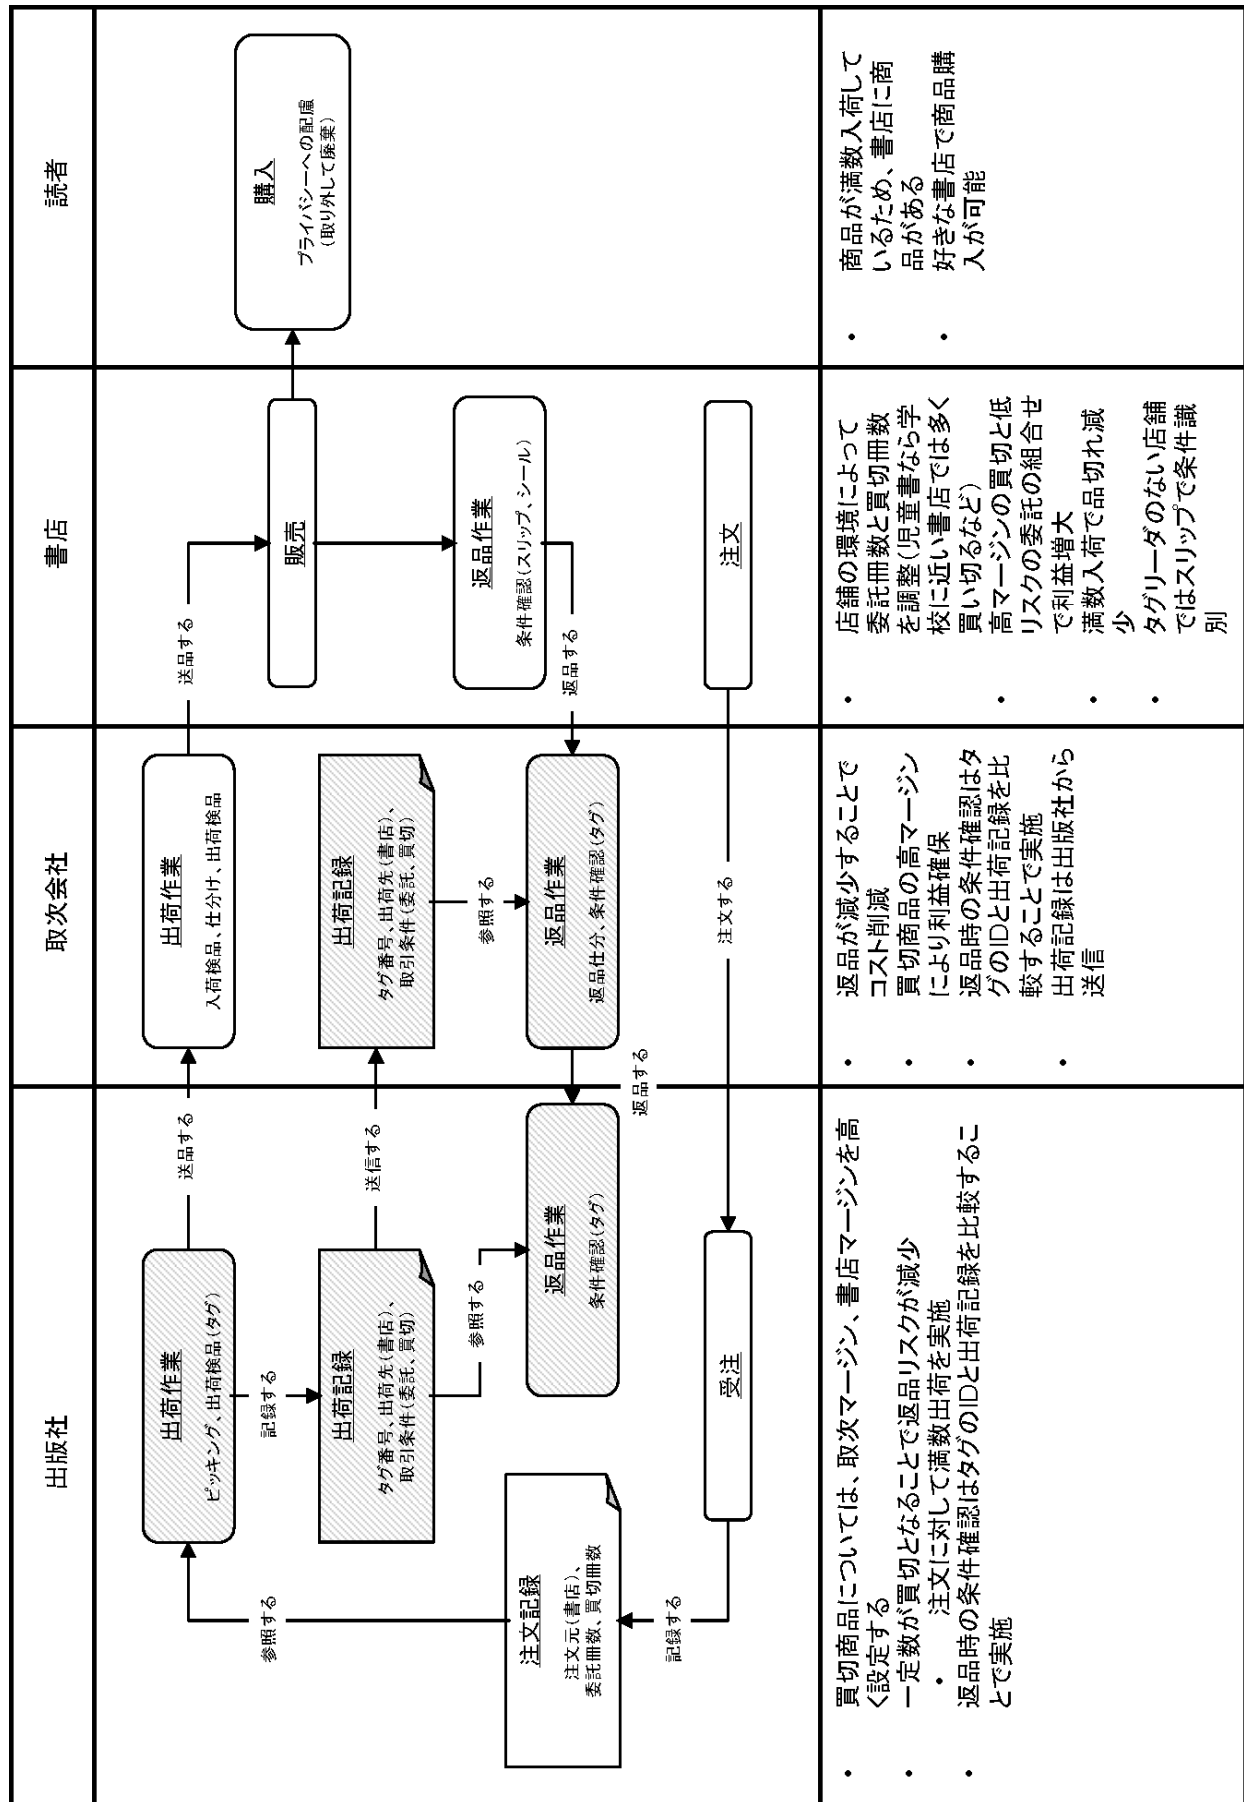 出版社
取次会社
書店
読者
出荷作業
ピッキング、出荷検品(タグ)
送品する
出荷作業
入荷検品、仕分け、出荷検品
送品する
販売
購入
プライバシーへの配慮
(取り外して廃棄)
参照する
記録する
出荷記録
タグ番号、出荷先(書店)、
取引条件(委託、買切)
送信する
出荷記録
タグ番号、出荷先(書店)、
取引条件(委託、買切)
参照する
参照する
返品作業
条件確認(スリップ、シール)
返品する
注文記録
注文元(書店)、
委託冊数、買切冊数
返品作業
条件確認(タグ)
返品作業
返品仕分、条件確認(タグ)
返品する
記録する
受注
注文する
注文
・ 買切商品については、取次マージン、書店マージンを高
く設定する
・ 一定数が買切となることで返品リスクが減少
・ 注文に対して満数出荷を実施
・ 返品時の条件確認はタグのIDと出荷記録を比較するこ
とで実施
・ 返品が減少することで
コスト削減
・ 買切商品の高マージン
により利益確保
・ 返品時の条件確認はタ
グのIDと出荷記録を比
較することで実施
・ 出荷記録は出版社から
送信
・ 店舗の環境によって
委託冊数と買切冊数
を調整(児童書なら学
校に近い書店では多く
買い切るなど)
・ 高マージンの買切と低
リスクの委託の組合せ
で利益増大
・ 満数入荷で品切れ減
少
・ タグリーダのない店舗
ではスリップで条件識
別
・ 商品が満数入荷して
いるため、書店に商
品がある
・ 好きな書店で商品購
入が可能